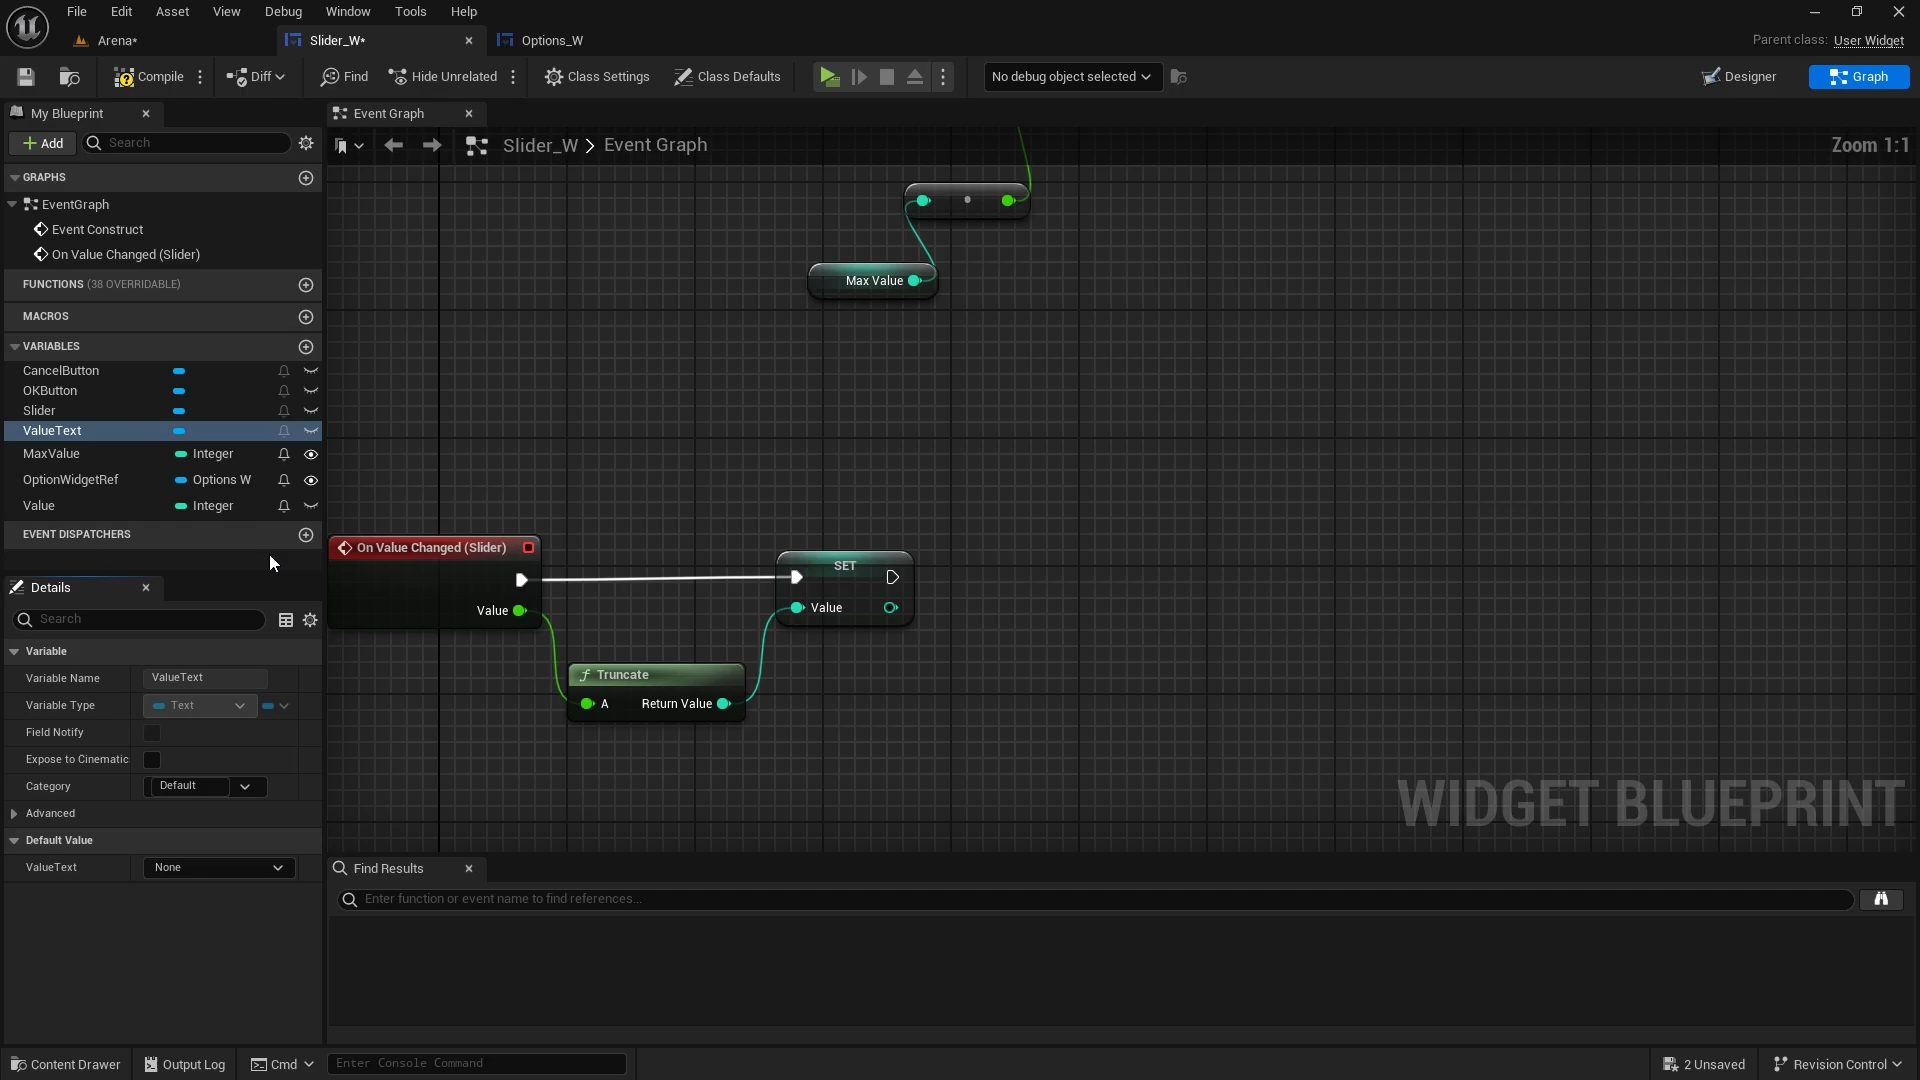 File Edit Asset View Debug Window Tools Help
Arena* Slider_W* Options_W Parent class: User Widget
Compile Diff Find Hide Unrelated Class Settings Class Defaults No debug object selected Designer Graph
My Blueprint Event Graph
Add Search Slider_W > Event Graph Zoom 1:1
GRAPHS
EventGraph
Event Construct
On Value Changed (Slider)
FUNCTIONS (38 OVERRIDABLE)
MACROS
VARIABLES
CancelButton
OKButton
Slider
ValueText
MaxValue Integer
OptionWidgetRef Options W
Value Integer
EVENT DISPATCHERS
Max Value
On Value Changed (Slider)
Value
SET
Value
Truncate
A Return Value
WIDGET BLUEPRINT
Details
Search
Variable
Variable Name ValueText
Variable Type Text
Field Notify
Expose to Cinematic
Category Default
Advanced
Default Value
ValueText None
Find Results
Enter function or event name to find references...
Content Drawer Output Log Cmd Enter Console Command 2 Unsaved Revision Control